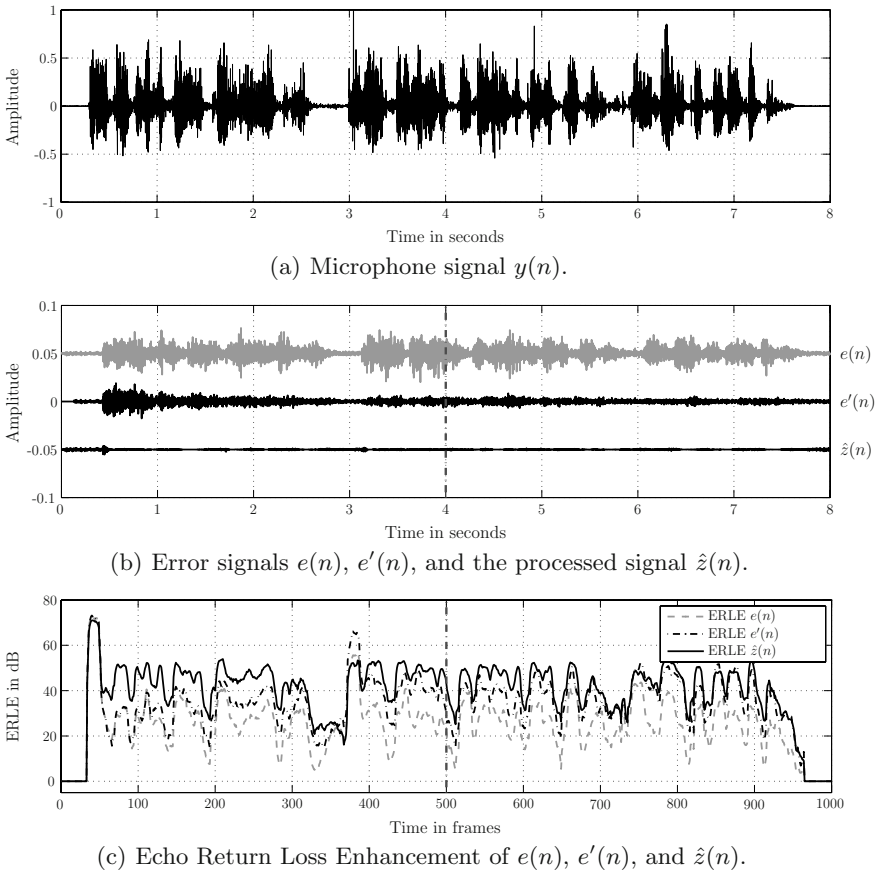 1
0.5
0
-0.5
-1
Amplitude
0 1 2 3 4 5 6 7 8
Time in seconds
(a) Microphone signal y(n).
0.1
0.05
0
-0.05
-0.1
Amplitude
e(n)
e′(n)
ẑ(n)
0 1 2 3 4 5 6 7 8
Time in seconds
(b) Error signals e(n), e′(n), and the processed signal ẑ(n).
80
60
40
20
0
ERLE in dB
ERLE e(n)
ERLE e′(n)
ERLE ẑ(n)
0 100 200 300 400 500 600 700 800 900 1000
Time in frames
(c) Echo Return Loss Enhancement of e(n), e′(n), and ẑ(n).